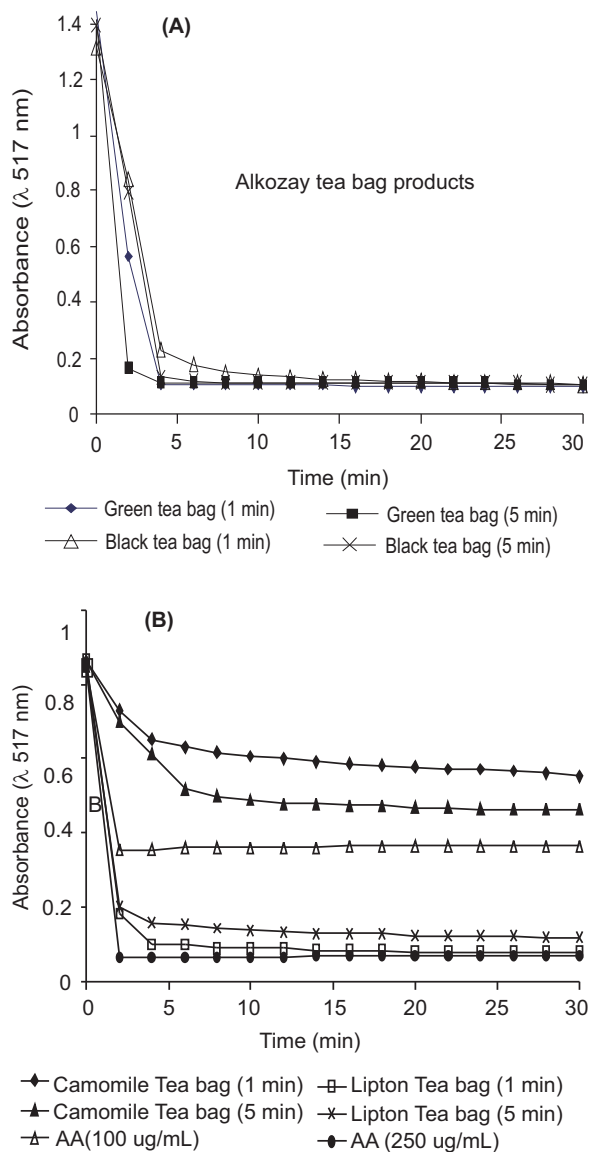 (A)
1.4
1.2
1
0.8
0.6
0.4
0.2
0
Absorbance (λ 517 nm)
Alkozay tea bag products
0 5 10 15 20 25 30
Time (min)
Green tea bag (1 min) Green tea bag (5 min)
Black tea bag (1 min) Black tea bag (5 min)
(B)
1
0.8
0.6
0.4
0.2
0
Absorbance (λ 517 nm)
B
0 5 10 15 20 25 30
Time (min)
Camomile Tea bag (1 min) Lipton Tea bag (1 min)
Camomile Tea bag (5 min) Lipton Tea bag (5 min)
AA(100 ug/mL) AA (250 ug/mL)